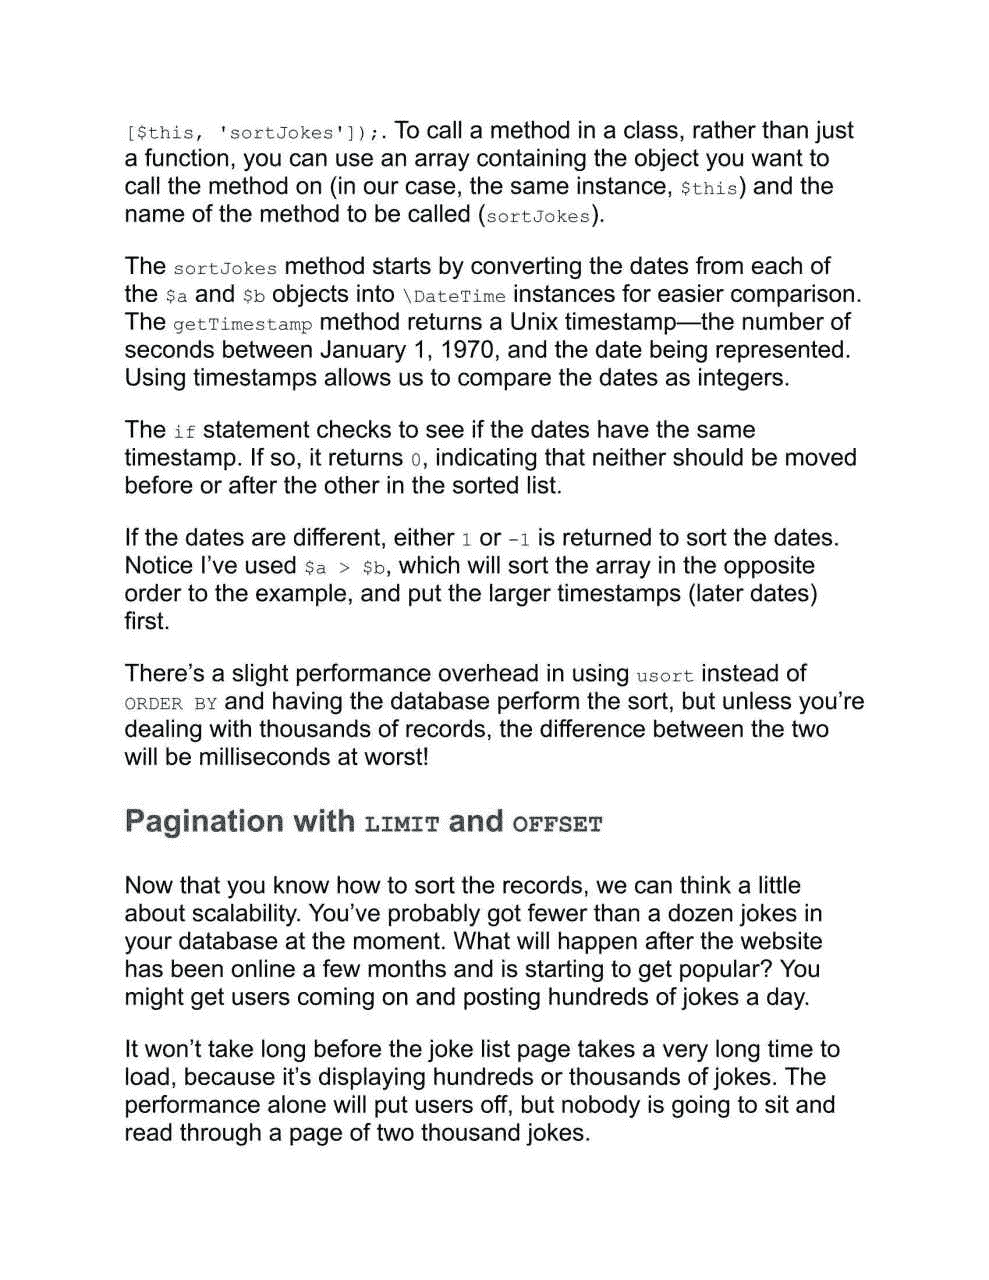 [$this, 'sortJokes']);. To call a method in a class, rather than just
a function, you can use an array containing the object you want to
call the method on (in our case, the same instance, $this) and the
name of the method to be called (sortJokes).
The sortJokes method starts by converting the dates from each of
the $a and $b objects into \DateTime instances for easier comparison.
The getTimestamp method returns a Unix timestamp—the number of
seconds between January 1, 1970, and the date being represented.
Using timestamps allows us to compare the dates as integers.
The if statement checks to see if the dates have the same
timestamp. If so, it returns 0, indicating that neither should be moved
before or after the other in the sorted list.
If the dates are different, either 1 or -1 is returned to sort the dates.
Notice I’ve used $a > $b, which will sort the array in the opposite
order to the example, and put the larger timestamps (later dates)
first.
There’s a slight performance overhead in using usort instead of
ORDER BY and having the database perform the sort, but unless you’re
dealing with thousands of records, the difference between the two
will be milliseconds at worst!
Pagination with LIMIT and OFFSET
Now that you know how to sort the records, we can think a little
about scalability. You’ve probably got fewer than a dozen jokes in
your database at the moment. What will happen after the website
has been online a few months and is starting to get popular? You
might get users coming on and posting hundreds of jokes a day.
It won’t take long before the joke list page takes a very long time to
load, because it’s displaying hundreds or thousands of jokes. The
performance alone will put users off, but nobody is going to sit and
read through a page of two thousand jokes.